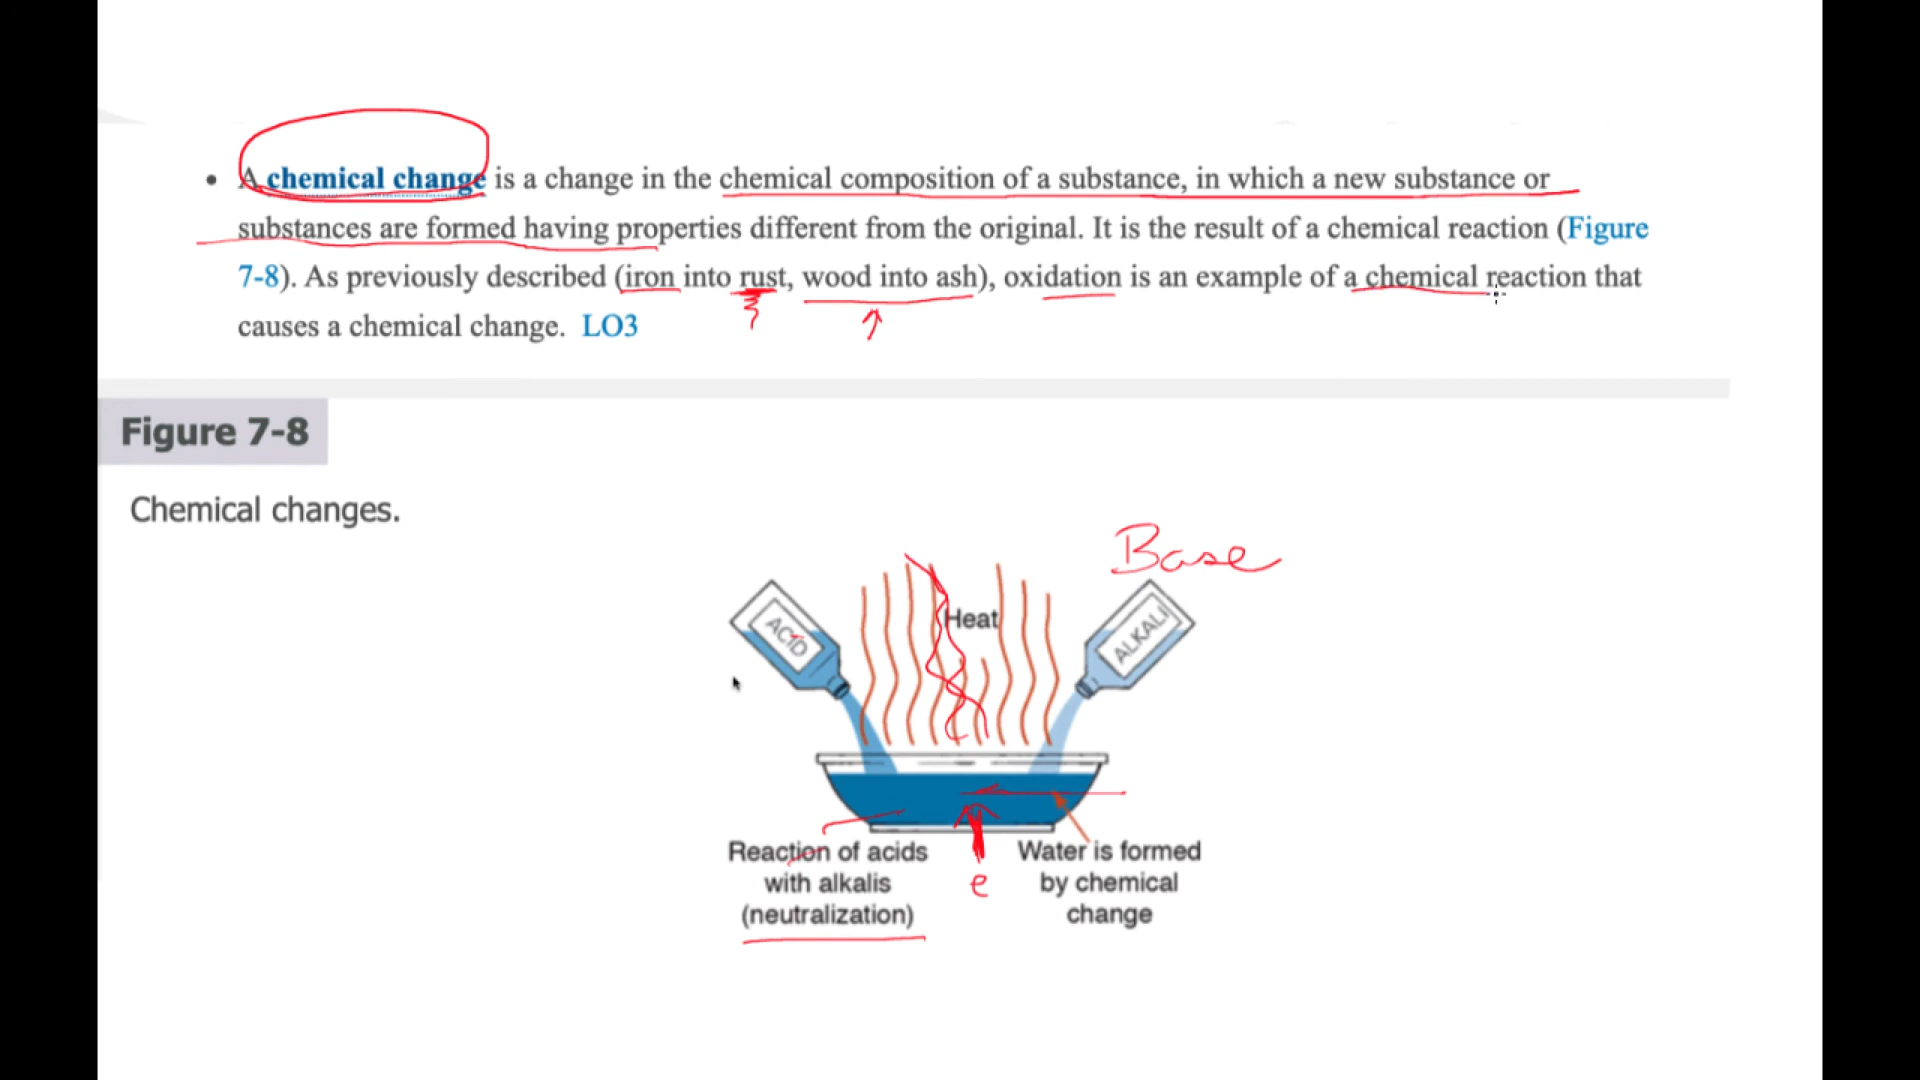 • A chemical change is a change in the chemical composition of a substance, in which a new substance or
substances are formed having properties different from the original. It is the result of a chemical reaction (Figure
7-8). As previously described (iron into rust, wood into ash), oxidation is an example of a chemical reaction that
causes a chemical change. LO3
Figure 7-8
Chemical changes.
Base
ACID
Heat
ALKALI
Reaction of acids
with alkalis
(neutralization)
e
Water is formed
by chemical
change